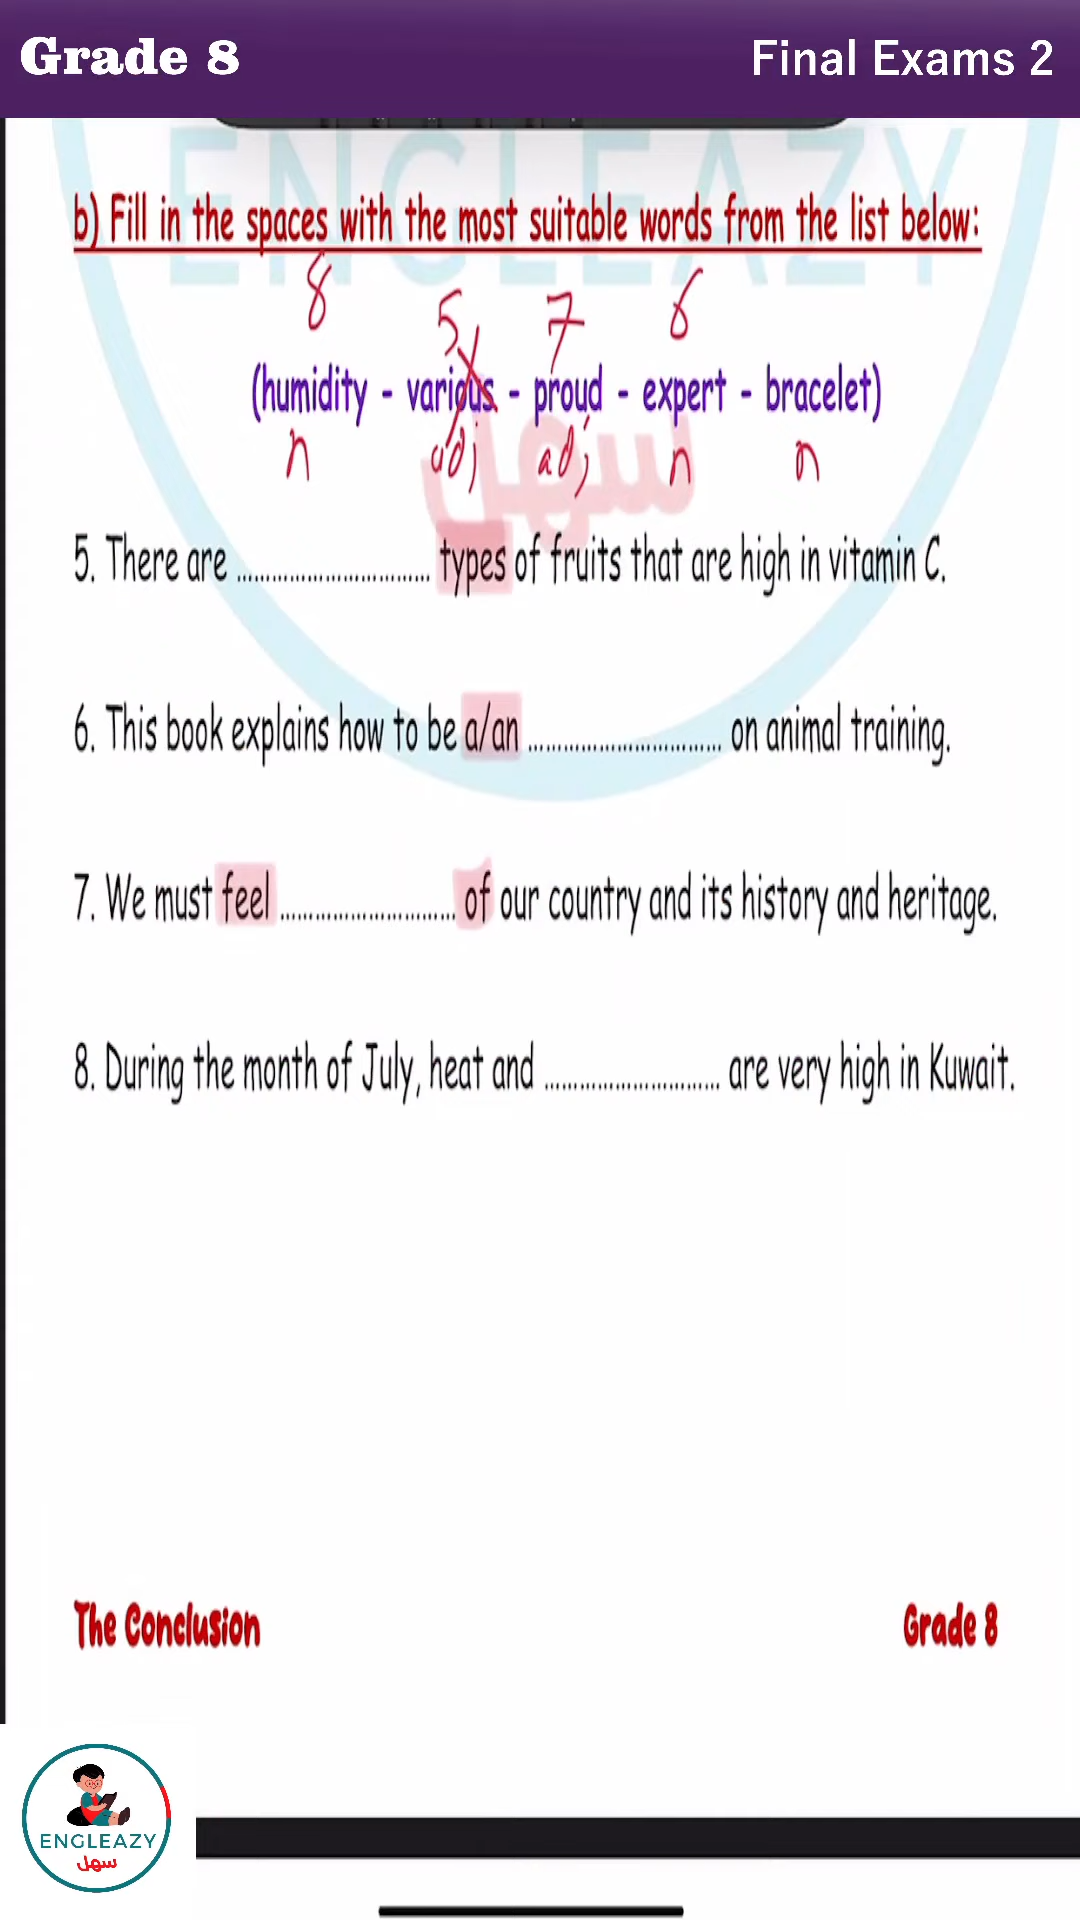 Grade 8
Final Exams 2
ENGLEAZY
b) Fill in the spaces with the most suitable words from the list below:
8 5 7 6
(humidity - various - proud - expert - bracelet)
n adj adj n n
سهل
5. There are .............................. types of fruits that are high in vitamin C.
6. This book explains how to be a/an .............................. on animal training.
7. We must feel ........................... of our country and its history and heritage.
8. During the month of July, heat and ........................... are very high in Kuwait.
The Conclusion
Grade 8
ENGLEAZY
سهل